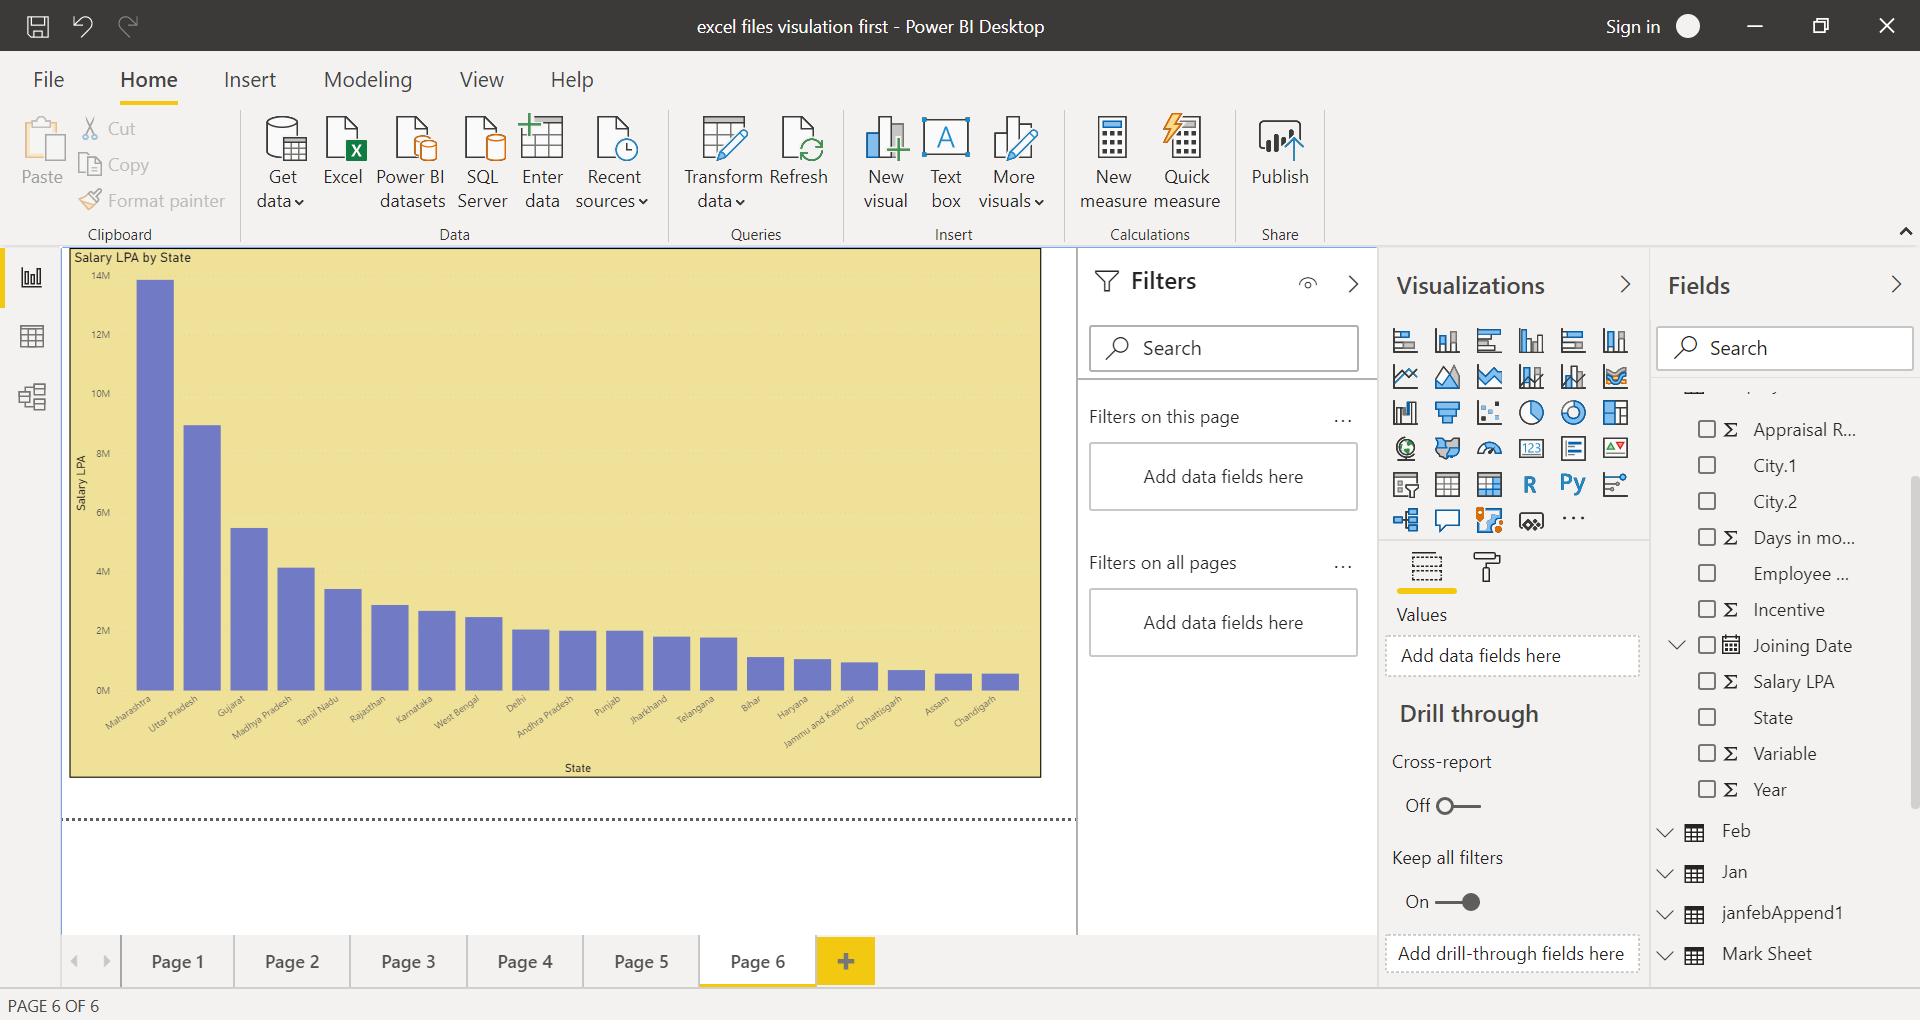 excel files visulation first - Power BI Desktop
Sign in
File Home Insert Modeling View Help
Paste
Cut
Copy
Format painter
Clipboard
Get data
Excel
Power BI datasets
SQL Server
Enter data
Recent sources
Data
Transform data
Refresh
Queries
New visual
Text box
More visuals
Insert
New measure
Quick measure
Calculations
Publish
Share
Salary LPA by State
14M
12M
10M
8M
6M
4M
2M
0M
Salary LPA
Maharashtra
Uttar Pradesh
Gujarat
Madhya Pradesh
Tamil Nadu
Rajasthan
Karnataka
West Bengal
Delhi
Andhra Pradesh
Punjab
Jharkhand
Telangana
Bihar
Haryana
Jammu and Kashmir
Chhattisgarh
Assam
Chandigarh
State
Filters
Search
Filters on this page ...
Add data fields here
Filters on all pages ...
Add data fields here
Visualizations
123
R Py
...
Values
Add data fields here
Drill through
Cross-report
Off
Keep all filters
On
Add drill-through fields here
Fields
Search
Appraisal R...
City.1
City.2
Days in mo...
Employee ...
Incentive
Joining Date
Salary LPA
State
Variable
Year
Feb
Jan
janfebAppend1
Mark Sheet
Page 1 Page 2 Page 3 Page 4 Page 5 Page 6 +
PAGE 6 OF 6